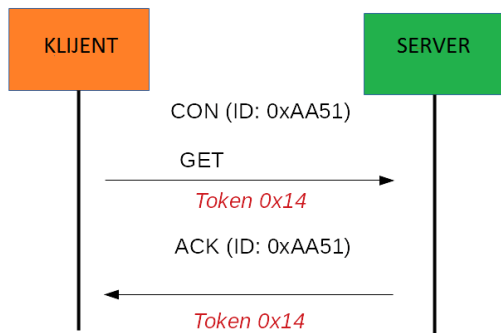 KLIJENT
SERVER
CON (ID: 0xAA51)
GET
Token 0x14
ACK (ID: 0xAA51)
Token 0x14